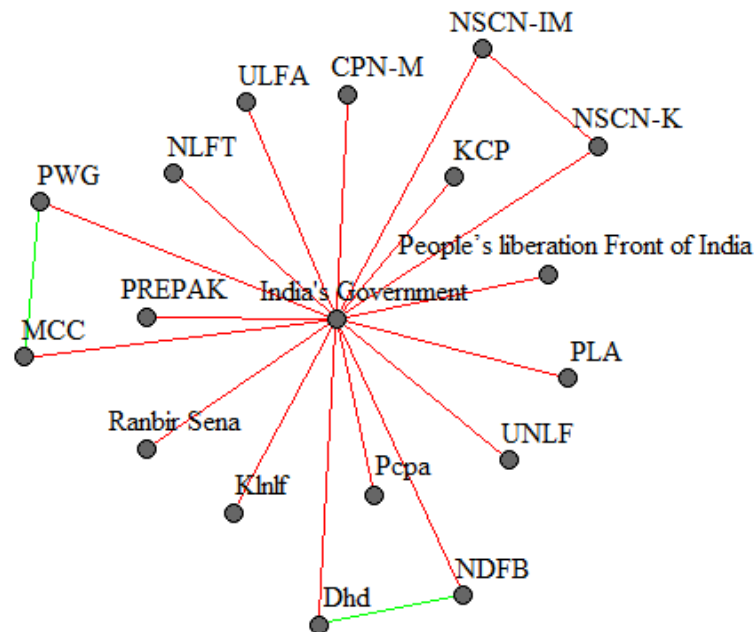 NSCN-IM
CPN-M
ULFA
NSCN-K
NLFT
KCP
PWG
People’s liberation Front of India
PREPAK
India's Government
MCC
PLA
Ranbir Sena
UNLF
Pcpa
Klnlf
NDFB
Dhd